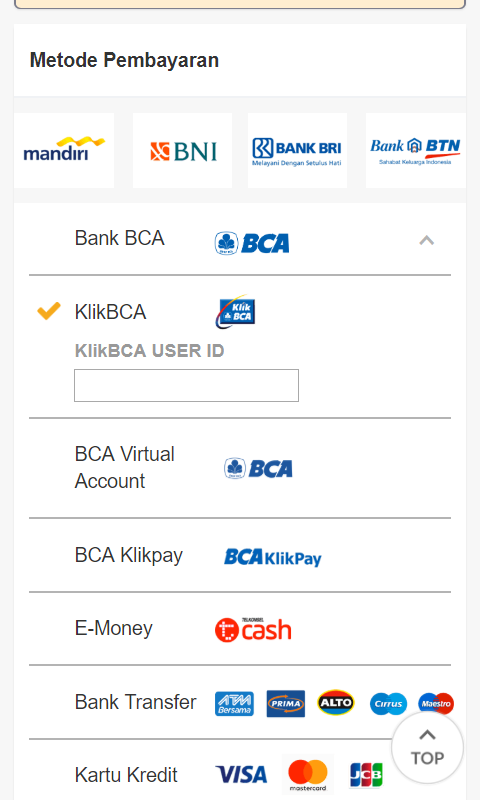 Metode Pembayaran
mandiri
BNI
BANK BRI
Melayani Dengan Setulus Hati
Bank BTN
Sahabat Keluarga Indonesia
Bank BCA
BCA
KlikBCA
Klik
BCA
KlikBCA USER ID
BCA Virtual
Account
BCA
BCA Klikpay
BCA KlikPay
E-Money
TELKOMSEL
t cash
Bank Transfer
ATM
Bersama
PRIMA
ALTO
Cirrus
Maestro
TOP
Kartu Kredit
VISA
mastercard
JCB